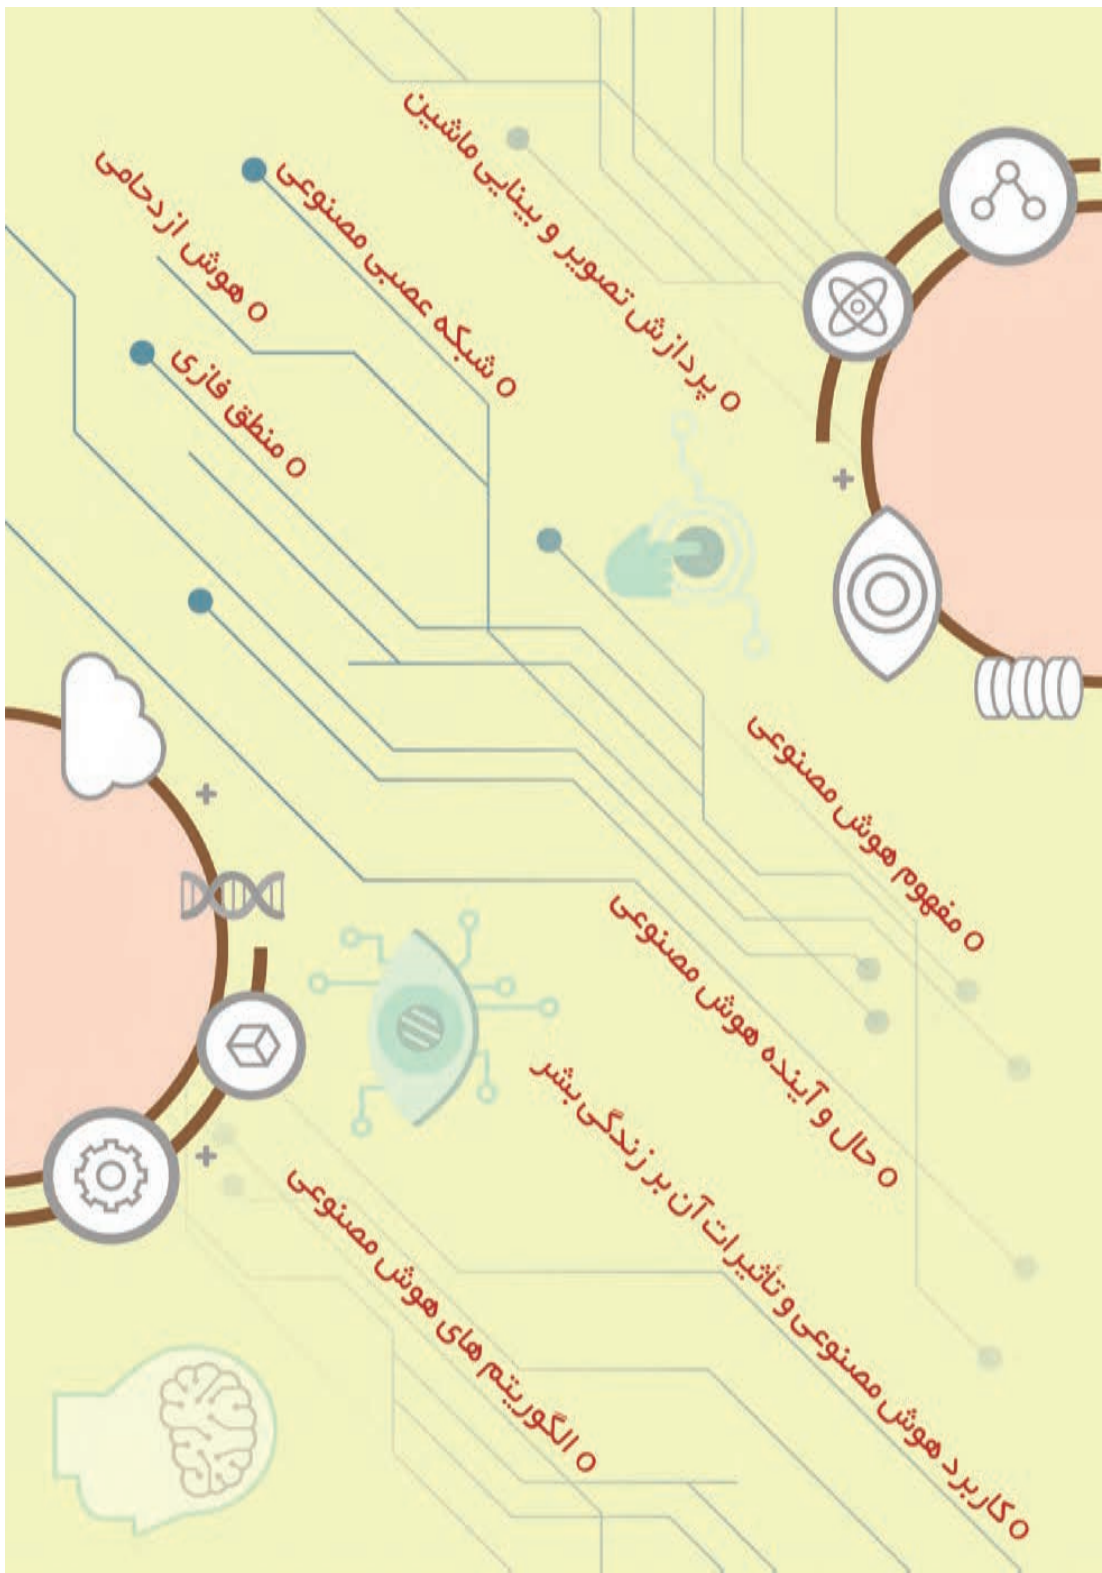 مفهوم هوش مصنوعی
حال و آینده هوش مصنوعی
کاربرد هوش مصنوعی و تأثیرات آن بر زندگی بشر
الگوریتم های هوش مصنوعی
پردازش تصویر و بینایی ماشین
شبکه عصبی مصنوعی
هوش ازدحامی
منطق فازی